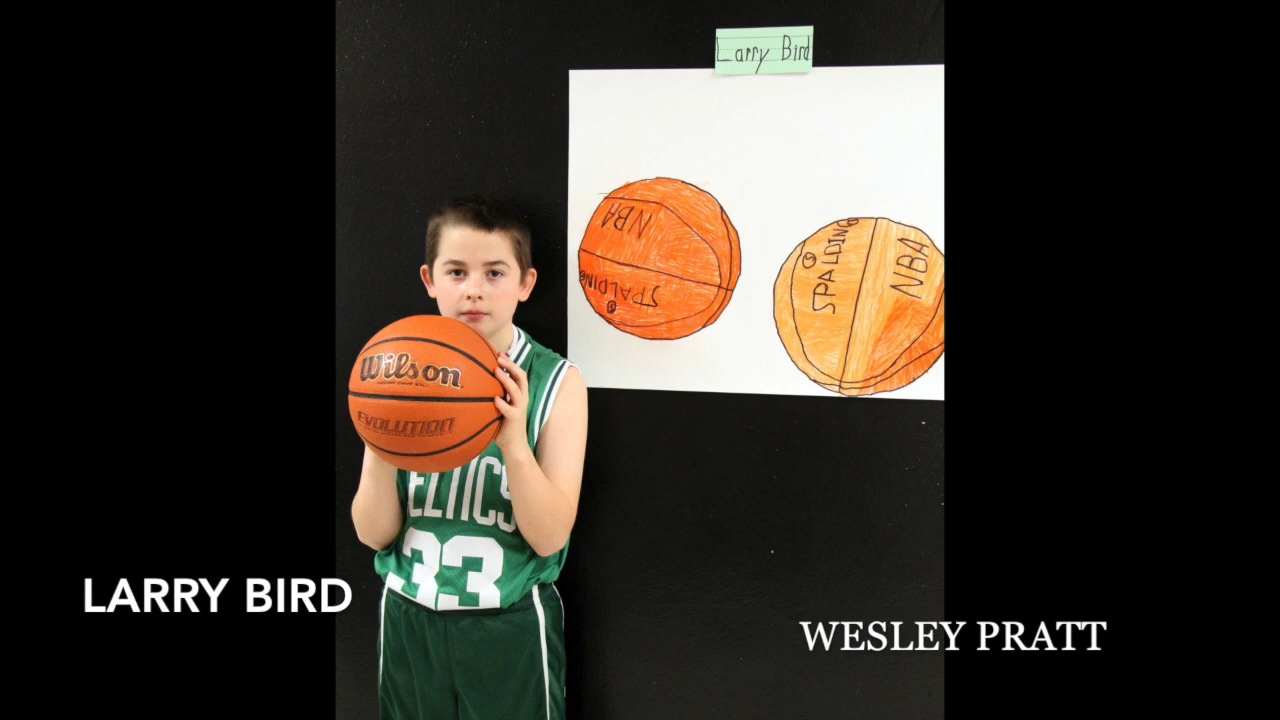 Larry Bird
NBA
SPALDING
SPALDING
NBA
Wilson
EVOLUTION
ELTICS
33
LARRY BIRD
WESLEY PRATT